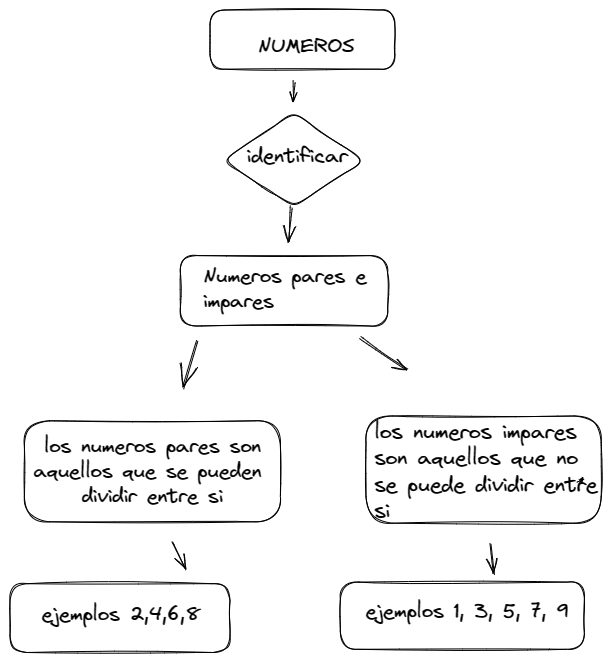 NUMEROS
identificar
Numeros pares e
impares
los numeros pares son
aquellos que se pueden
dividir entre si
los numeros impares
son aquellos que no
se puede dividir entre
si
ejemplos 2,4,6,8
ejemplos 1, 3, 5, 7, 9